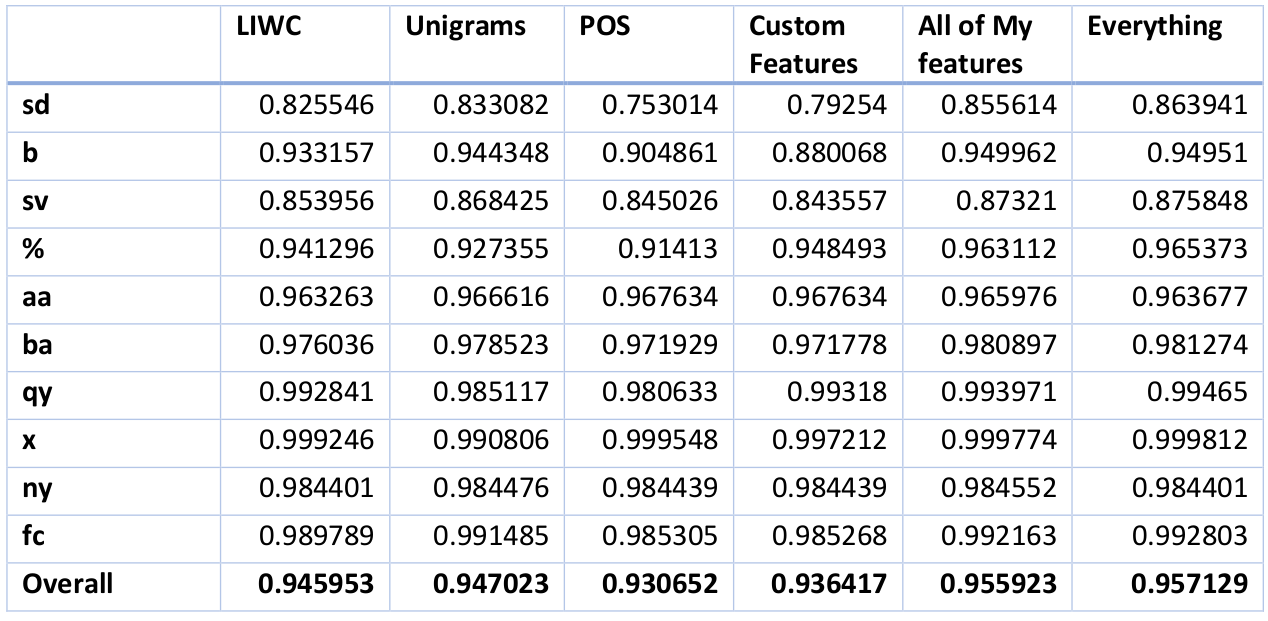 LIWC Unigrams POS Custom Features All of My features Everything
sd 0.825546 0.833082 0.753014 0.79254 0.855614 0.863941
b 0.933157 0.944348 0.904861 0.880068 0.949962 0.94951
sv 0.853956 0.868425 0.845026 0.843557 0.87321 0.875848
% 0.941296 0.927355 0.91413 0.948493 0.963112 0.965373
aa 0.963263 0.966616 0.967634 0.967634 0.965976 0.963677
ba 0.976036 0.978523 0.971929 0.971778 0.980897 0.981274
qy 0.992841 0.985117 0.980633 0.99318 0.993971 0.99465
x 0.999246 0.990806 0.999548 0.997212 0.999774 0.999812
ny 0.984401 0.984476 0.984439 0.984439 0.984552 0.984401
fc 0.989789 0.991485 0.985305 0.985268 0.992163 0.992803
Overall 0.945953 0.947023 0.930652 0.936417 0.955923 0.957129